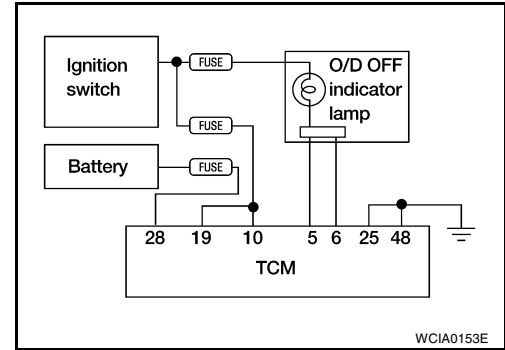 Ignition
switch
FUSE
O/D OFF
indicator
lamp
FUSE
Battery
FUSE
28 19 10 5 6 25 48
TCM
WCIA0153E